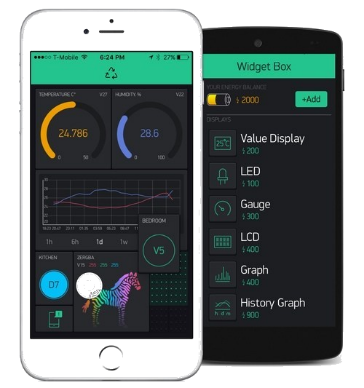 T-Mobile
6:24 PM
27%
TEMPERATURE C°
V21
HUMIDITY-%
V22
24.786
0
50
28.6
0
100
1h
6h
1d
1w
BEDROOM
V5
KITCHEN
D7
ZERGBA
Widget Box
YOUR ENERGY BALANCE
2000
+Add
DISPLAYS
25°C
Value Display
200
LED
100
Gauge
300
LCD
400
Graph
400
h d m
History Graph
900